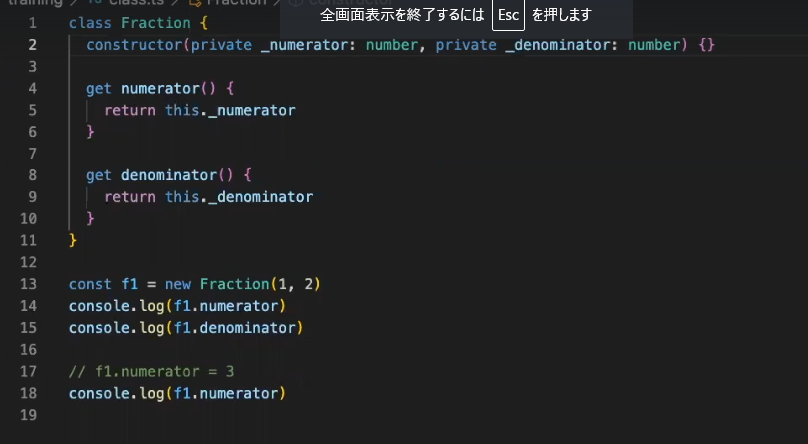 training / TS class.ts / Fraction / constructor
全画面表示を終了するには Esc を押します
1 class Fraction {
2 constructor(private _numerator: number, private _denominator: number) {}
3
4 get numerator() {
5 return this._numerator
6 }
7
8 get denominator() {
9 return this._denominator
10 }
11 }
12
13 const f1 = new Fraction(1, 2)
14 console.log(f1.numerator)
15 console.log(f1.denominator)
16
17 // f1.numerator = 3
18 console.log(f1.numerator)
19